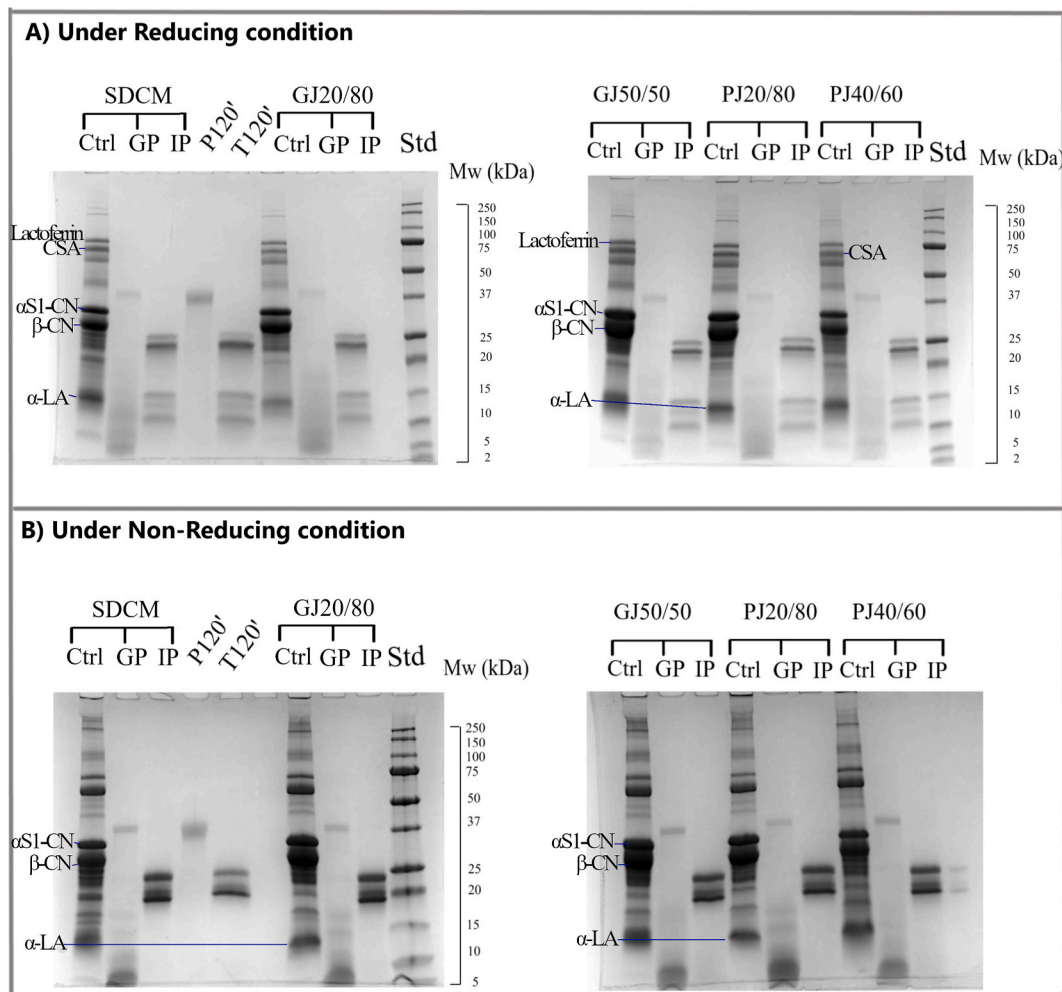 A) Under Reducing condition
SDCM GJ20/80
Ctrl GP IP P120' T120' Ctrl GP IP Std
Mw (kDa)
250
150
100
75
50
37
25
20
15
10
5
2
Lactoferrin
CSA
αS1-CN
β-CN
α-LA
GJ50/50 PJ20/80 PJ40/60
Ctrl GP IP Ctrl GP IP Ctrl GP IP Std
Mw (kDa)
250
150
100
75
50
37
25
20
15
10
5
2
Lactoferrin
CSA
αS1-CN
β-CN
α-LA
B) Under Non-Reducing condition
SDCM GJ20/80
Ctrl GP IP P120' T120' Ctrl GP IP Std
Mw (kDa)
250
150
100
75
50
37
25
20
15
10
5
αS1-CN
β-CN
α-LA
GJ50/50 PJ20/80 PJ40/60
Ctrl GP IP Ctrl GP IP Ctrl GP IP
αS1-CN
β-CN
α-LA